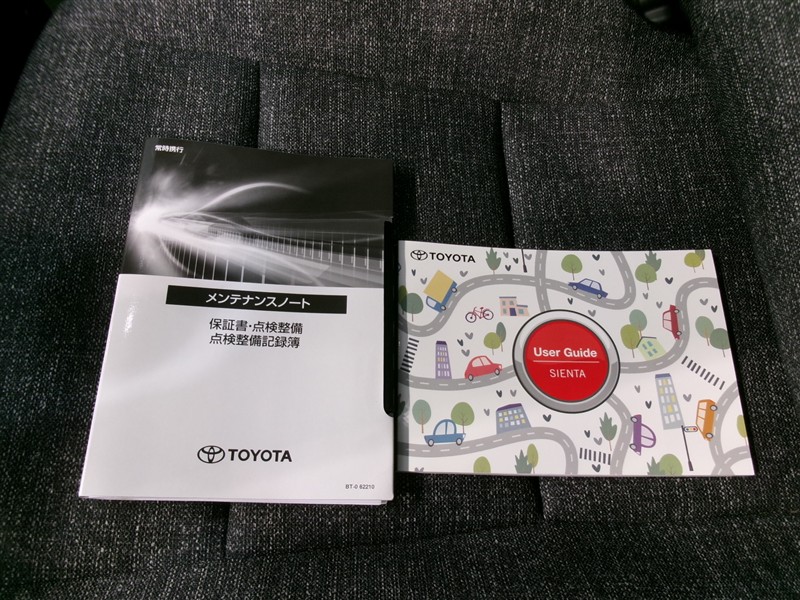 常時携行
メンテナンスノート
保証書・点検整備
点検整備記録簿
TOYOTA
BT-0 62210
TOYOTA
User Guide
SIENTA